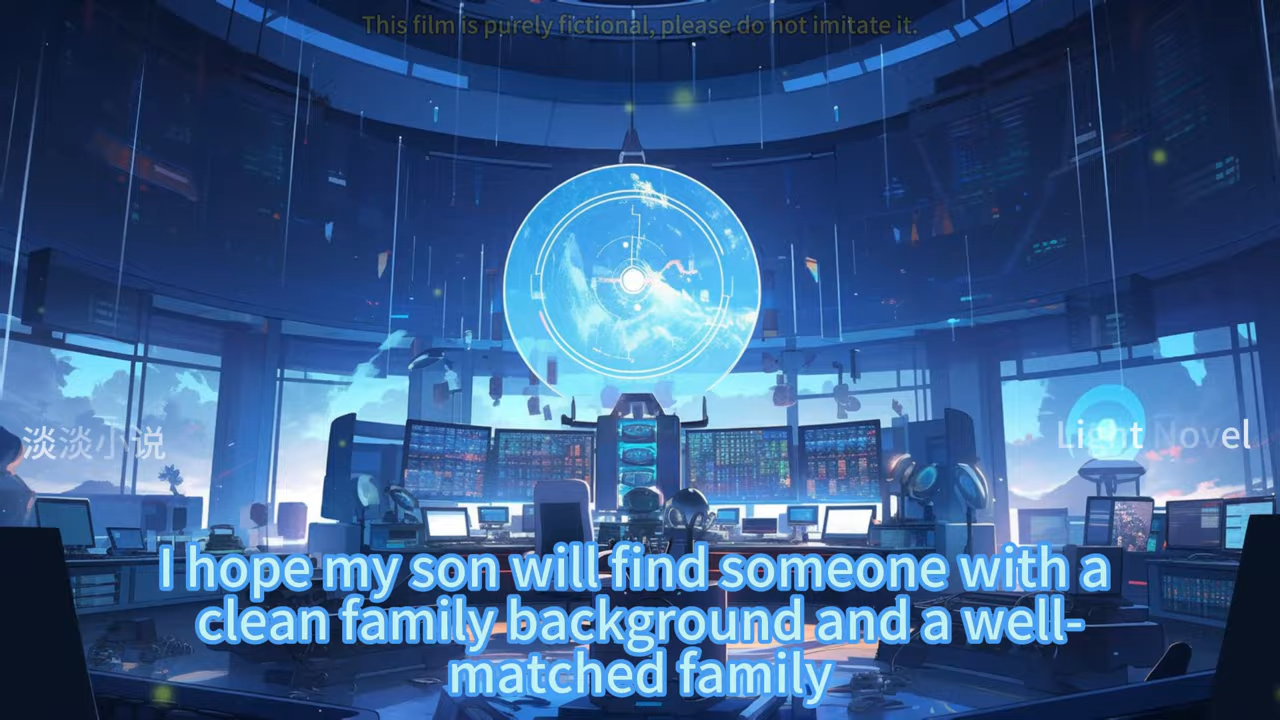 This film is purely fictional, please do not imitate it.
淡淡小说
Light Novel
I hope my son will find someone with a
clean family background and a well-
matched family